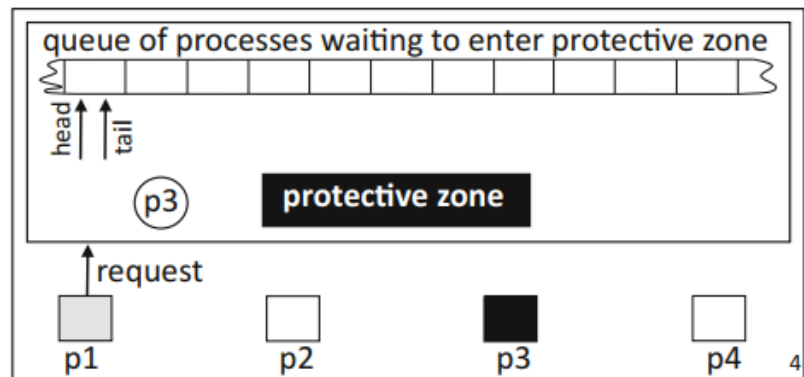 queue of processes waiting to enter protective zone
head
tail
p3
protective zone
request
p1 p2 p3 p4
4